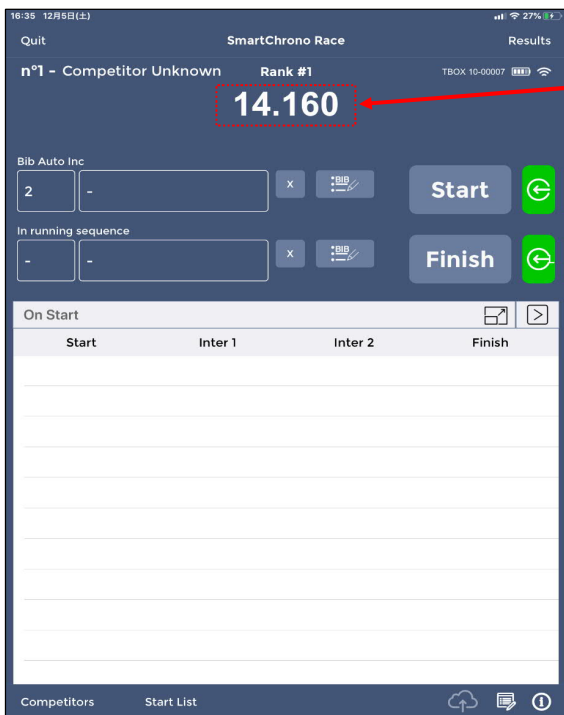 16:35 12月5日(土) 27%
Quit SmartChrono Race Results
n°1 - Competitor Unknown Rank #1 TBOX 10-00007
14.160
Bib Auto Inc
2 - x BIB Start
In running sequence
- - x BIB Finish
On Start
Start Inter 1 Inter 2 Finish
Competitors Start List